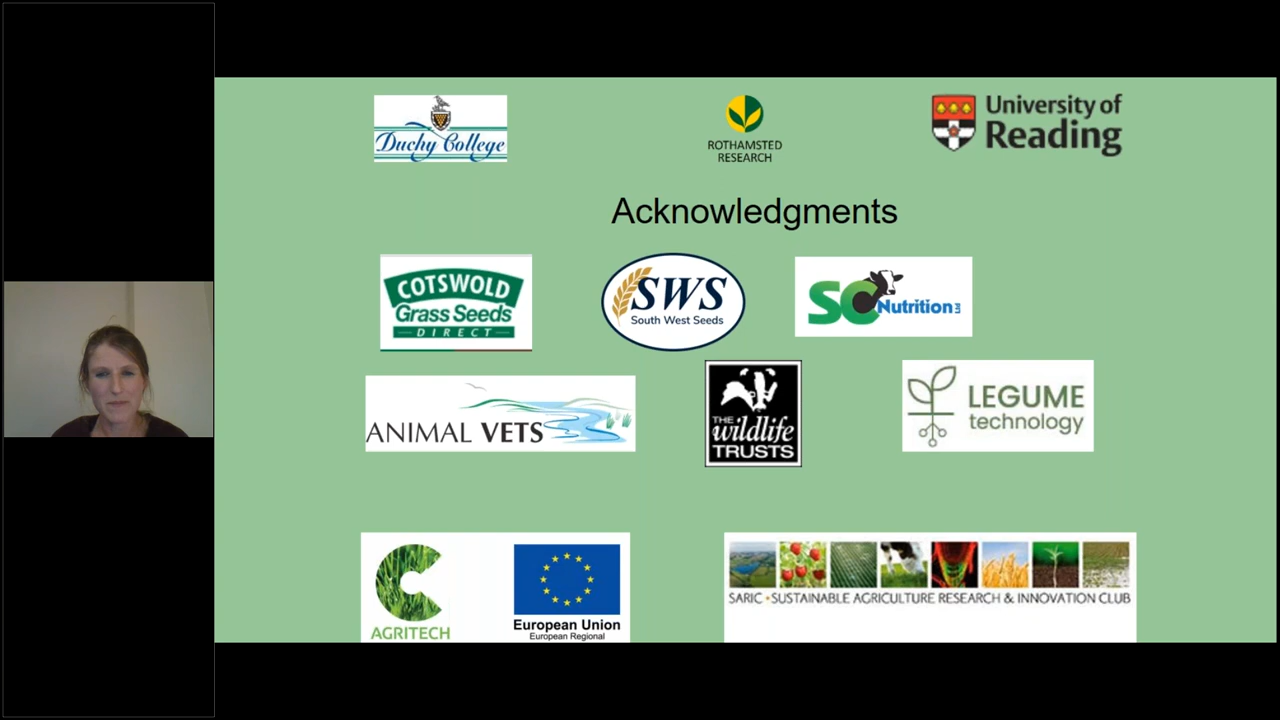 Duchy College
ROTHAMSTED
RESEARCH
University of
Reading
Acknowledgments
COTSWOLD
Grass Seeds
DIRECT
SWS
South West Seeds
SC
Nutrition Ltd
ANIMAL VETS
THE
wildlife
TRUSTS
LEGUME
technology
AGRITECH
European Union
European Regional
SARIC • SUSTAINABLE AGRICULTURE RESEARCH & INNOVATION CLUB